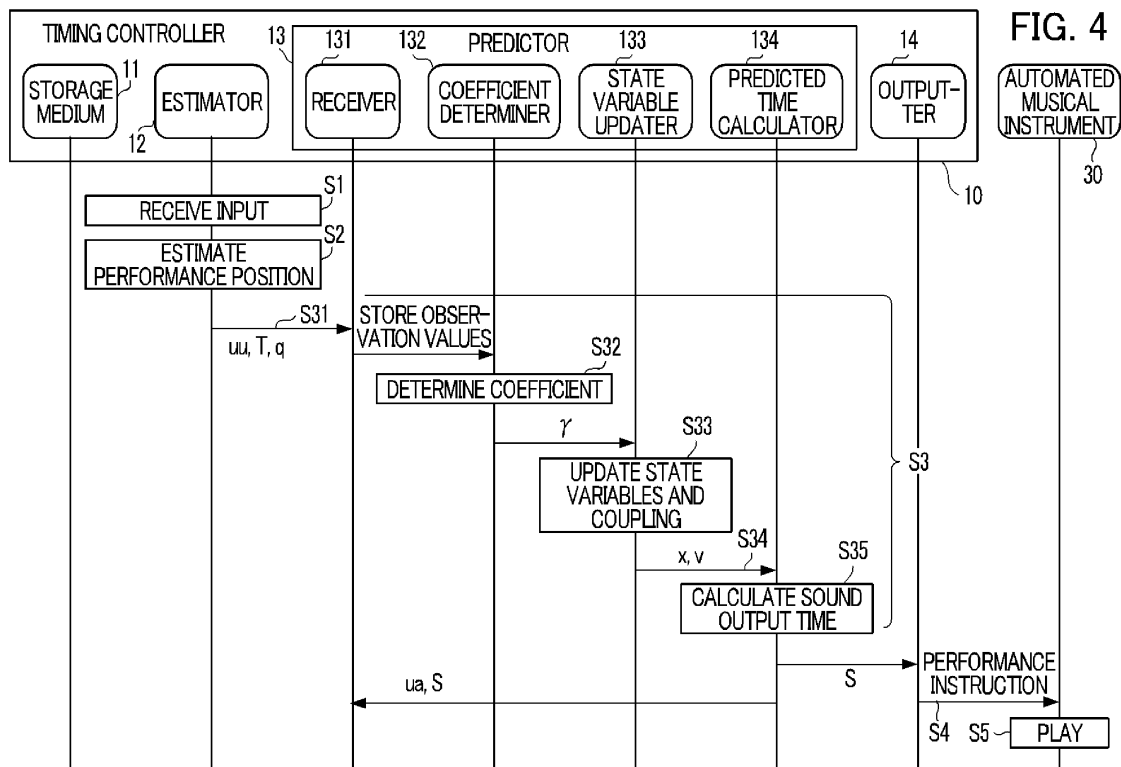 FIG. 4
TIMING CONTROLLER
13
131
132
PREDICTOR
133
134
14
11
STORAGE
MEDIUM
ESTIMATOR
12
RECEIVER
COEFFICIENT
DETERMINER
STATE
VARIABLE
UPDATER
PREDICTED
TIME
CALCULATOR
OUTPUT-
TER
AUTOMATED
MUSICAL
INSTRUMENT
10
30
S1
RECEIVE INPUT
S2
ESTIMATE
PERFORMANCE POSITION
S31
uu, T, q
STORE OBSER-
VATION VALUES
S32
DETERMINE COEFFICIENT
γ
S33
UPDATE STATE
VARIABLES AND
COUPLING
S3
S34
x, v
S35
CALCULATE SOUND
OUTPUT TIME
S
PERFORMANCE
INSTRUCTION
ua, S
S4
S5
PLAY